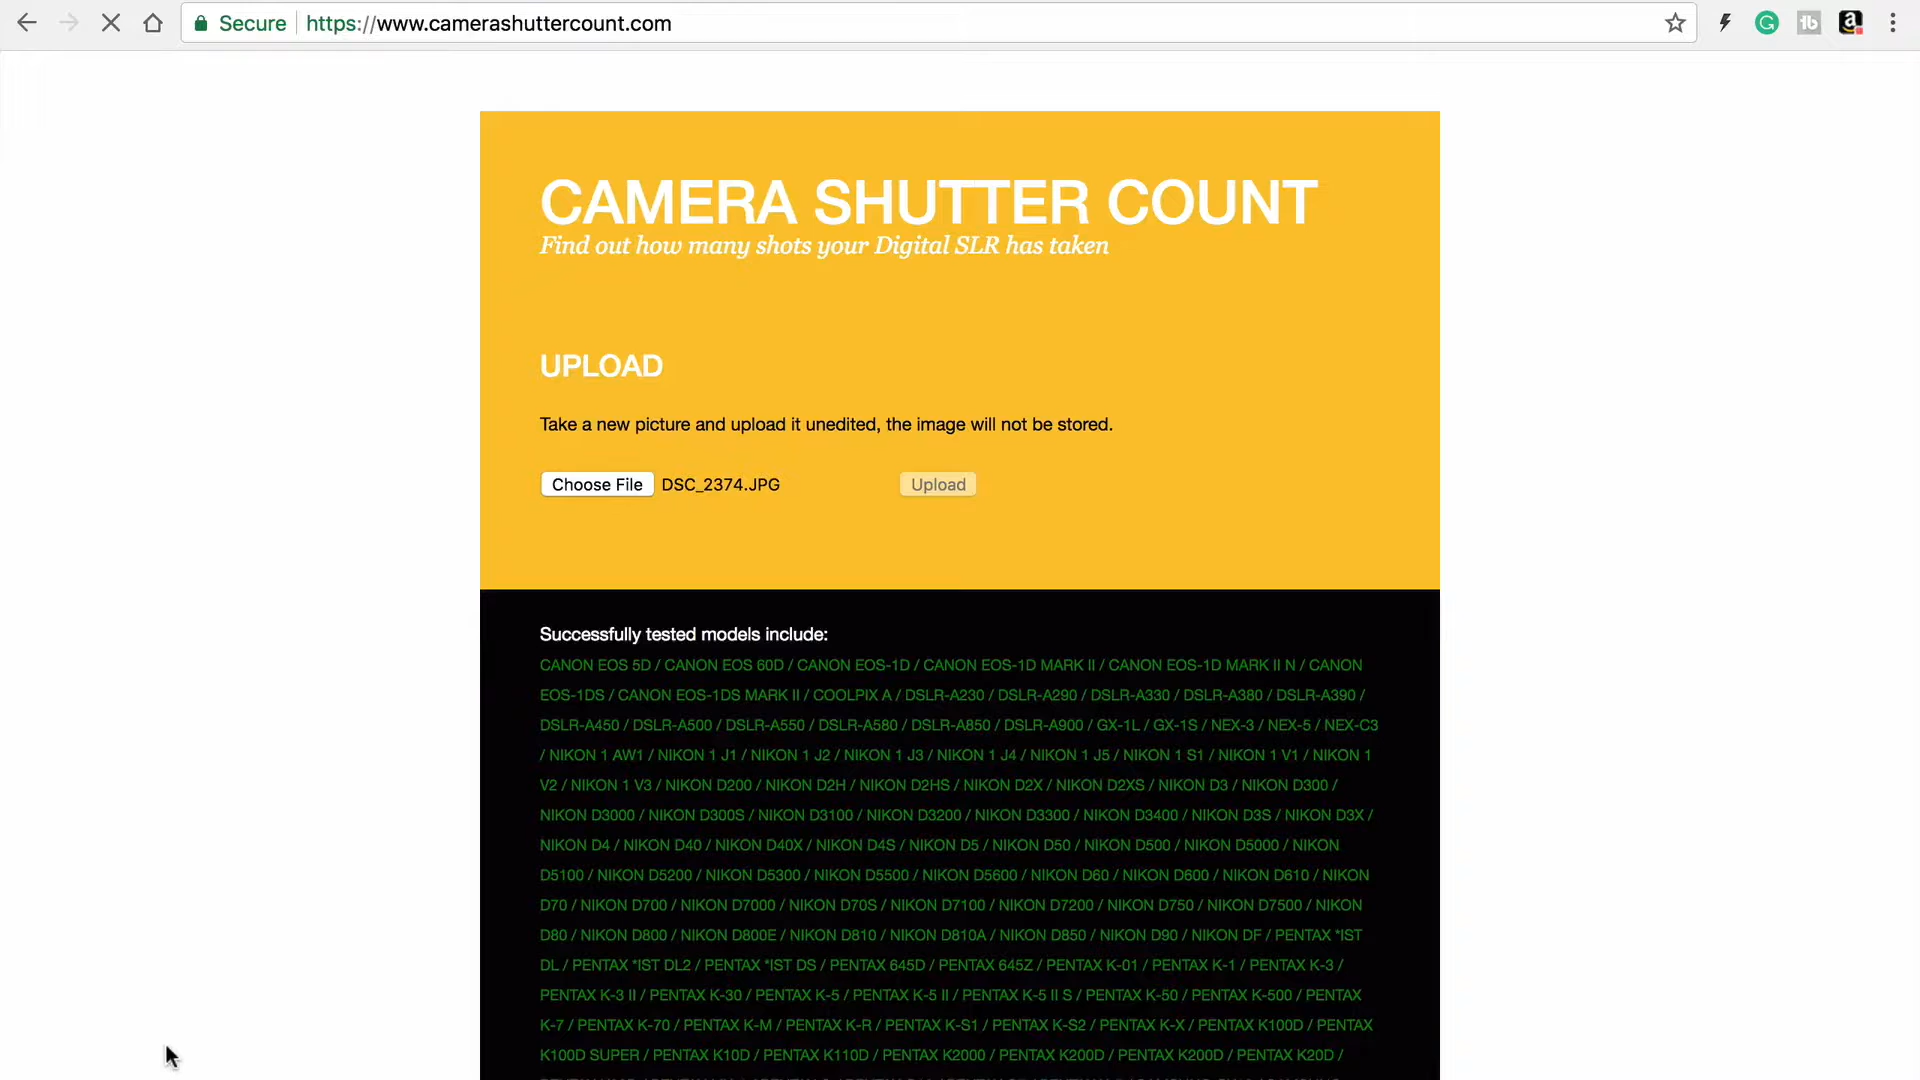 Secure https://www.camerashuttercount.com
CAMERA SHUTTER COUNT
Find out how many shots your Digital SLR has taken
UPLOAD
Take a new picture and upload it unedited, the image will not be stored.
Choose File DSC_2374.JPG Upload
Successfully tested models include:
CANON EOS 5D / CANON EOS 60D / CANON EOS-1D / CANON EOS-1D MARK II / CANON EOS-1D MARK II N / CANON
EOS-1DS / CANON EOS-1DS MARK II / COOLPIX A / DSLR-A230 / DSLR-A290 / DSLR-A330 / DSLR-A380 / DSLR-A390 /
DSLR-A450 / DSLR-A500 / DSLR-A550 / DSLR-A580 / DSLR-A850 / DSLR-A900 / GX-1L / GX-1S / NEX-3 / NEX-5 / NEX-C3
/ NIKON 1 AW1 / NIKON 1 J1 / NIKON 1 J2 / NIKON 1 J3 / NIKON 1 J4 / NIKON 1 J5 / NIKON 1 S1 / NIKON 1 V1 / NIKON 1
V2 / NIKON 1 V3 / NIKON D200 / NIKON D2H / NIKON D2HS / NIKON D2X / NIKON D2XS / NIKON D3 / NIKON D300 /
NIKON D3000 / NIKON D300S / NIKON D3100 / NIKON D3200 / NIKON D3300 / NIKON D3400 / NIKON D3S / NIKON D3X /
NIKON D4 / NIKON D40 / NIKON D40X / NIKON D4S / NIKON D5 / NIKON D50 / NIKON D500 / NIKON D5000 / NIKON
D5100 / NIKON D5200 / NIKON D5300 / NIKON D5500 / NIKON D5600 / NIKON D60 / NIKON D600 / NIKON D610 / NIKON
D70 / NIKON D700 / NIKON D7000 / NIKON D70S / NIKON D7100 / NIKON D7200 / NIKON D750 / NIKON D7500 / NIKON
D80 / NIKON D800 / NIKON D800E / NIKON D810 / NIKON D810A / NIKON D850 / NIKON D90 / NIKON DF / PENTAX *IST
DL / PENTAX *IST DL2 / PENTAX *IST DS / PENTAX 645D / PENTAX 645Z / PENTAX K-01 / PENTAX K-1 / PENTAX K-3 /
PENTAX K-3 II / PENTAX K-30 / PENTAX K-5 / PENTAX K-5 II / PENTAX K-5 II S / PENTAX K-50 / PENTAX K-500 / PENTAX
K-7 / PENTAX K-70 / PENTAX K-M / PENTAX K-R / PENTAX K-S1 / PENTAX K-S2 / PENTAX K-X / PENTAX K100D / PENTAX
K100D SUPER / PENTAX K10D / PENTAX K110D / PENTAX K2000 / PENTAX K200D / PENTAX K200D / PENTAX K20D /